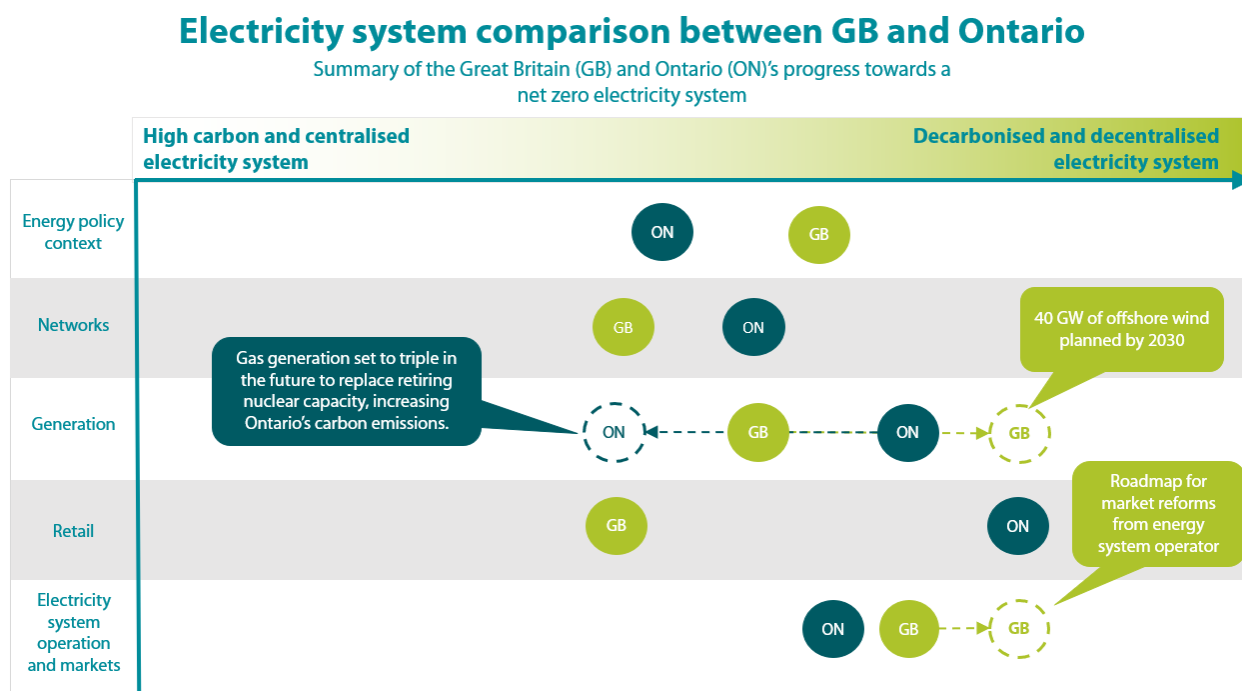 Electricity system comparison between GB and Ontario
Summary of the Great Britain (GB) and Ontario (ON)'s progress towards a
net zero electricity system
High carbon and centralised
electricity system
Decarbonised and decentralised
electricity system
Energy policy
context
ON
GB
Networks
GB
ON
40 GW of offshore wind
planned by 2030
Gas generation set to triple in
the future to replace retiring
nuclear capacity, increasing
Ontario's carbon emissions.
Generation
ON
GB
ON
GB
Roadmap for
market reforms
from energy
system operator
Retail
GB
ON
Electricity
system
operation
and markets
ON
GB
GB